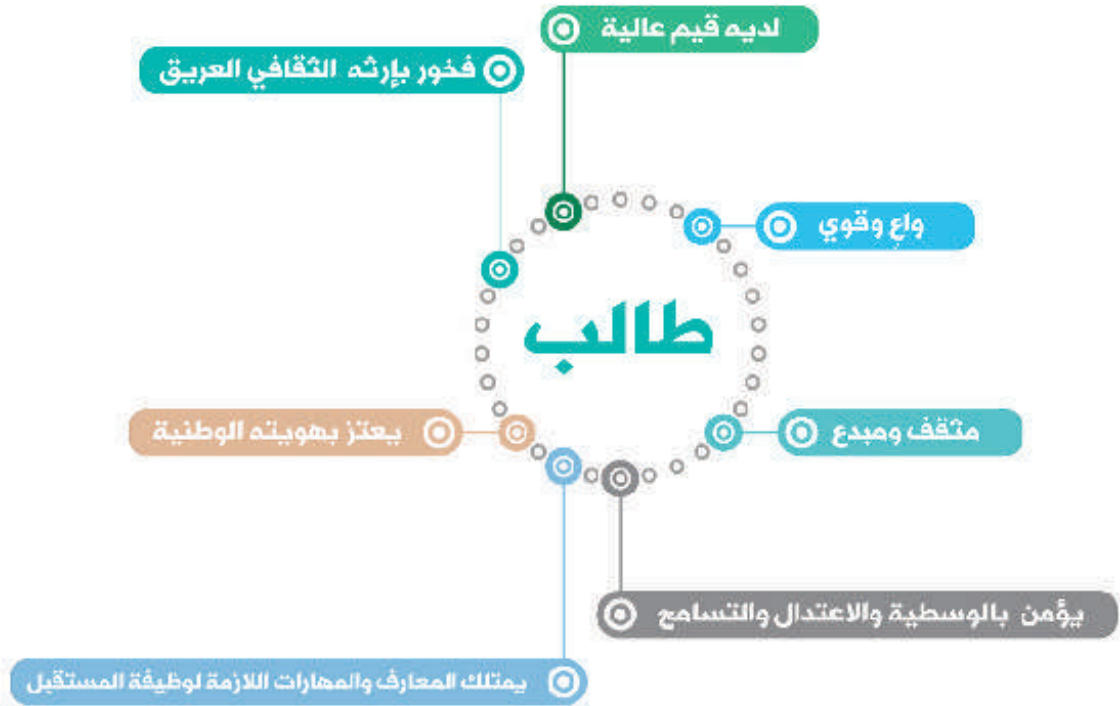 لديه قيم عالية
فخور بإرثه الثقافي العريق
واعٍ وقوي
طالب
يعتز بهويته الوطنية
مثقف ومبدع
يؤمن بالوسطية والاعتدال والتسامح
يمتلك المعارف والمهارات اللازمة لوظيفة المستقبل